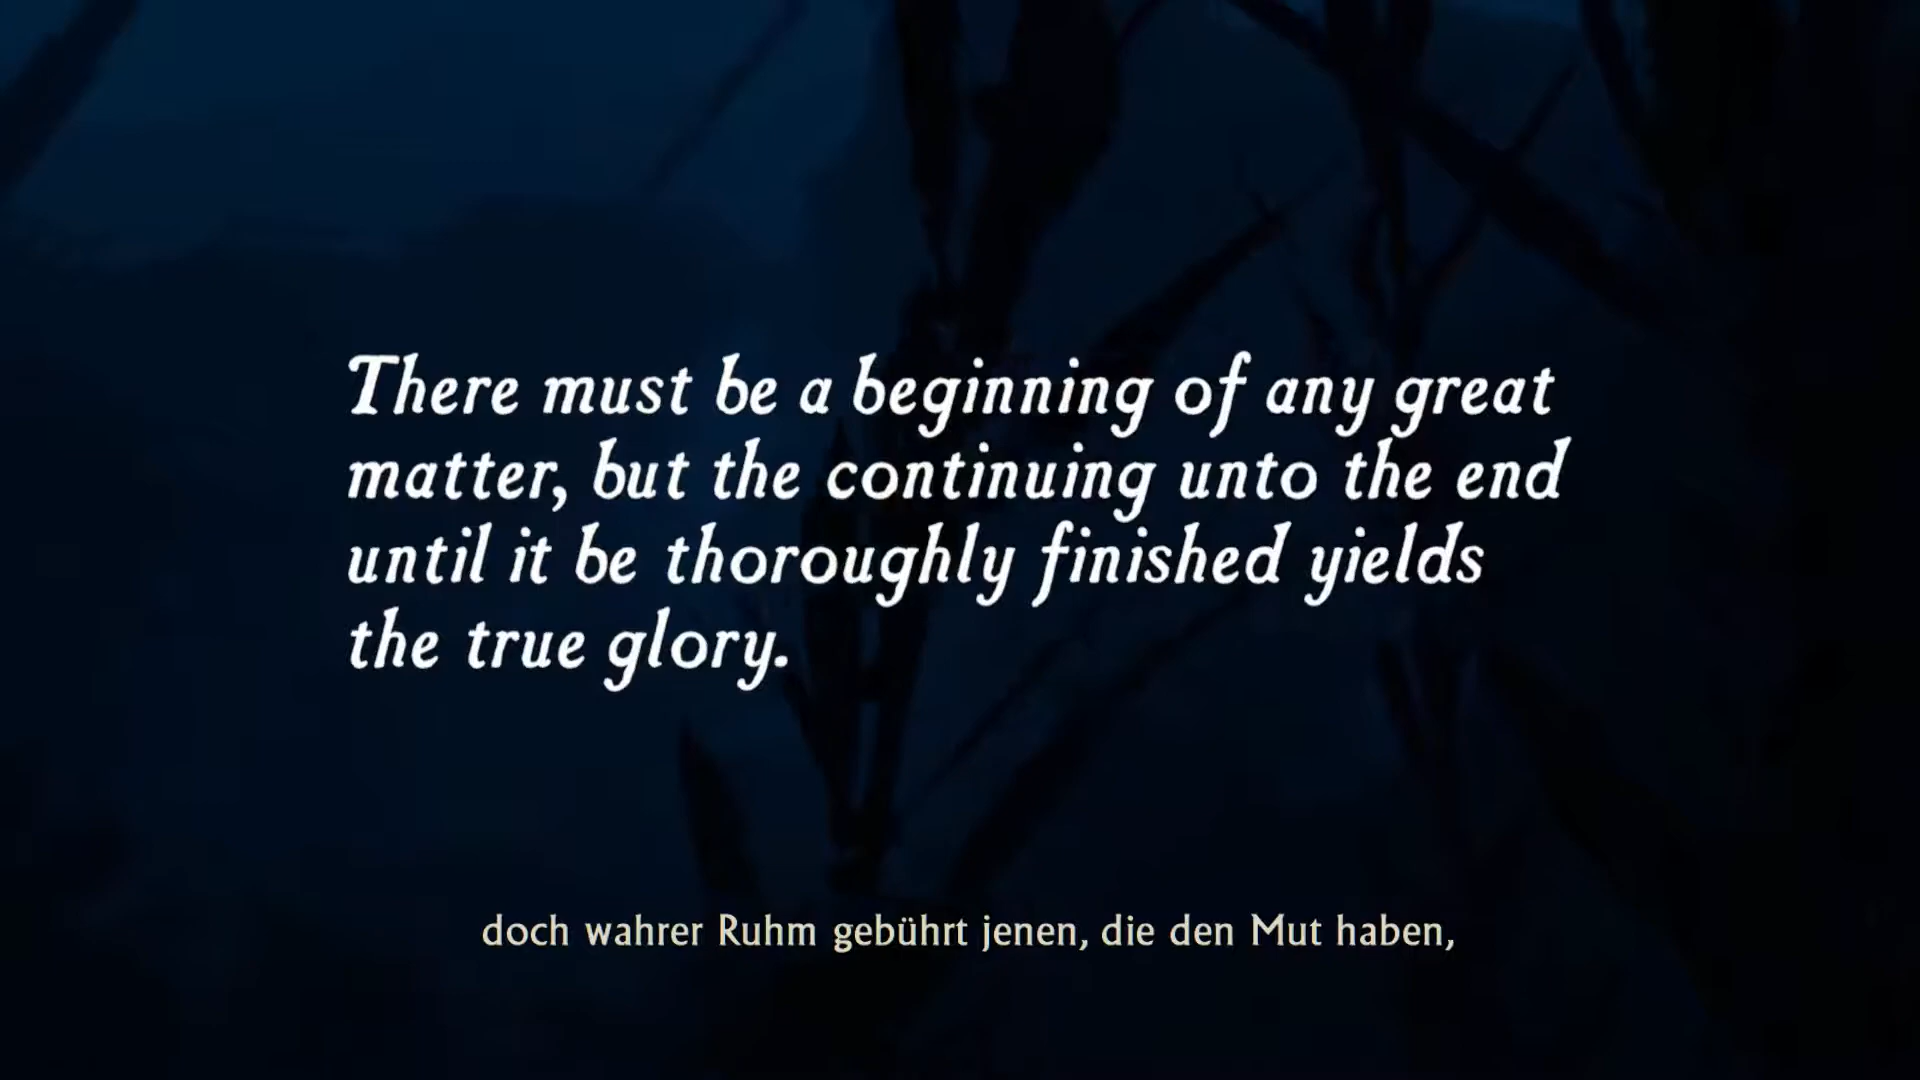 There must be a beginning of any great
matter, but the continuing unto the end
until it be thoroughly finished yields
the true glory.
doch wahrer Ruhm gebührt jenen, die den Mut haben,